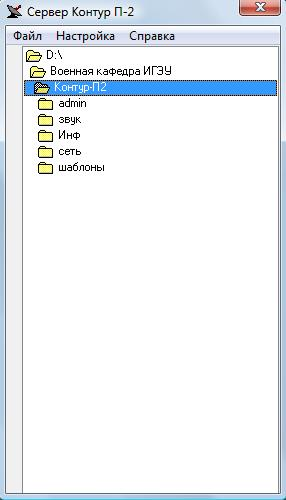 Сервер Контур П-2
Файл Настройка Справка
D:\
Военная кафедра ИГЭУ
Контур-П2
admin
звук
Инф
сеть
шаблоны